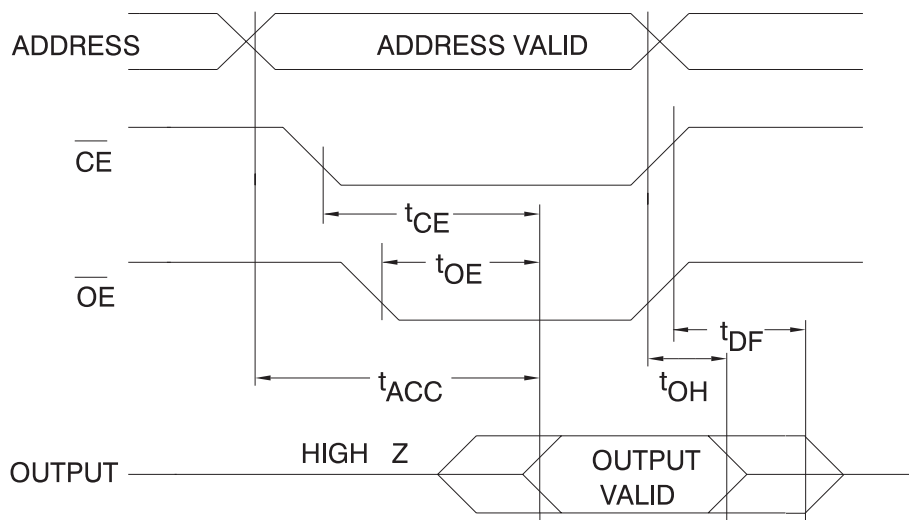 ADDRESS
ADDRESS VALID
CE
tCE
tOE
OE
tDF
tACC
tOH
HIGH Z
OUTPUT
OUTPUT
VALID